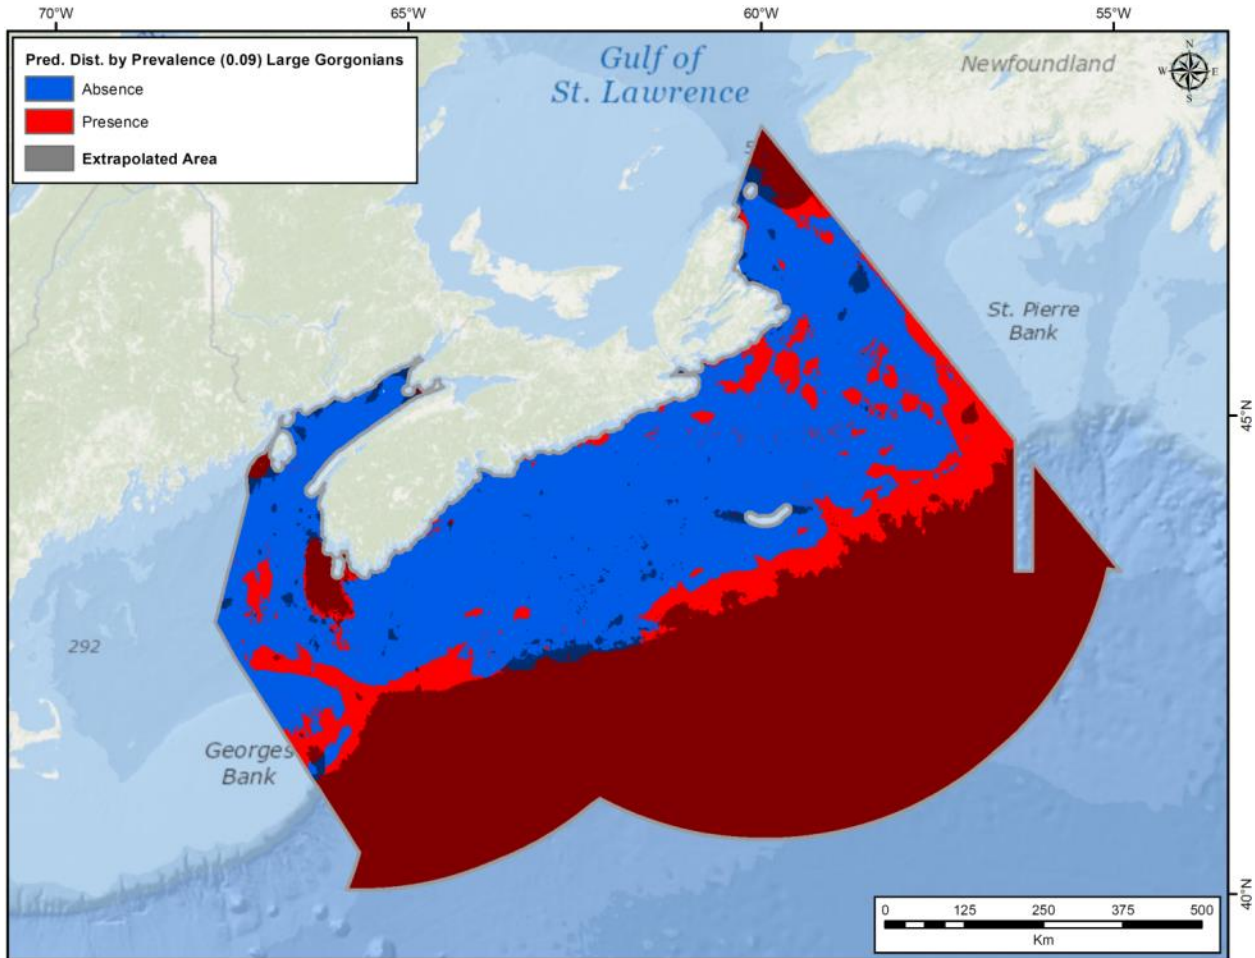 70°W 65°W 60°W 55°W
Pred. Dist. by Prevalence (0.09) Large Gorgonians
Absence
Presence
Extrapolated Area
Gulf of
St. Lawrence
Newfoundland
N
W E
S
5
St. Pierre
Bank
45°N
292
Georges
Bank
40°N
0 125 250 375 500
Km